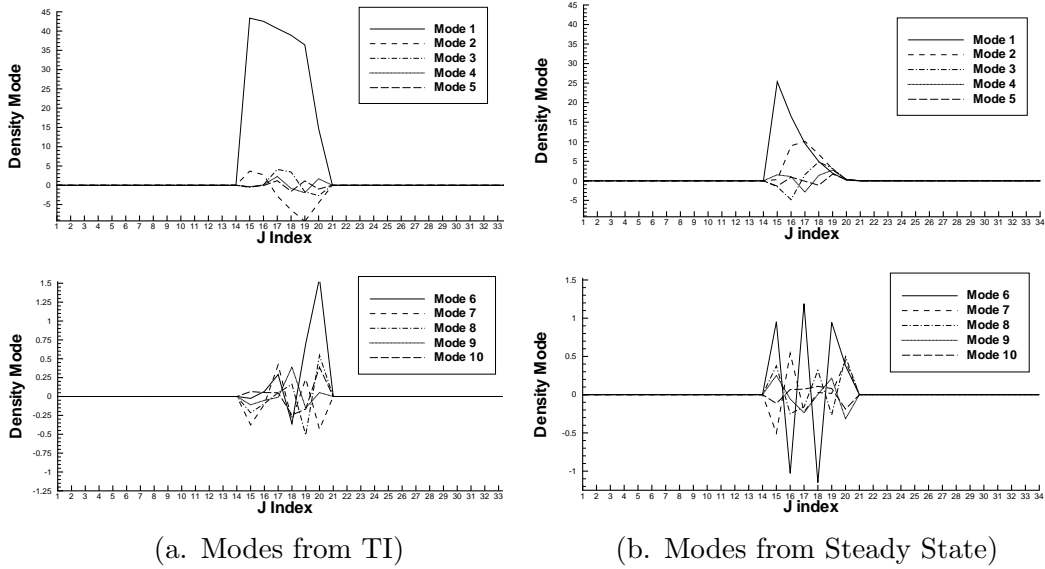 Density Mode
45
40
35
30
25
20
15
10
5
0
-5
1 2 3 4 5 6 7 8 9 10 11 12 13 14 15 16 17 18 19 20 21 22 23 24 25 26 27 28 29 30 31 32 33
J Index
Mode 1
Mode 2
Mode 3
Mode 4
Mode 5
Density Mode
45
40
35
30
25
20
15
10
5
0
-5
1 2 3 4 5 6 7 8 9 10 11 12 13 14 15 16 17 18 19 20 21 22 23 24 25 26 27 28 29 30 31 32 33 34
J index
Mode 1
Mode 2
Mode 3
Mode 4
Mode 5
Density Mode
1.5
1.25
1
0.75
0.5
0.25
0
-0.25
-0.5
-0.75
-1
-1.25
1 2 3 4 5 6 7 8 9 10 11 12 13 14 15 16 17 18 19 20 21 22 23 24 25 26 27 28 29 30 31 32 33
J Index
Mode 6
Mode 7
Mode 8
Mode 9
Mode 10
Density Mode
1.5
1
0.5
0
-0.5
-1
1 2 3 4 5 6 7 8 9 10 11 12 13 14 15 16 17 18 19 20 21 22 23 24 25 26 27 28 29 30 31 32 33 34
J index
Mode 6
Mode 7
Mode 8
Mode 9
Mode 10
(a. Modes from TI)
(b. Modes from Steady State)